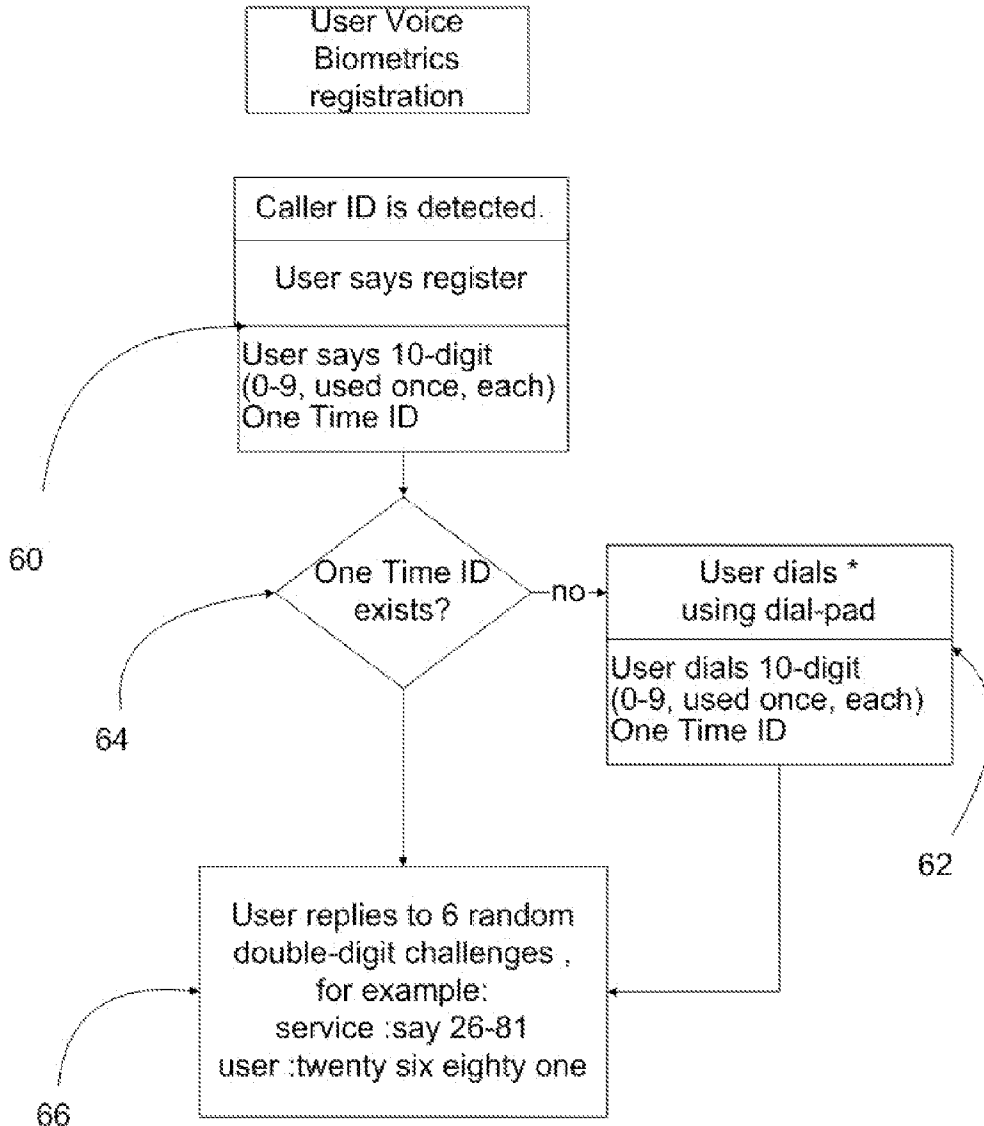 User Voice
Biometrics
registration
Caller ID is detected.
User says register
User says 10-digit
(0-9, used once, each)
One Time ID
60
One Time ID
exists?
no
User dials *
using dial-pad
User dials 10-digit
(0-9, used once, each)
One Time ID
64
62
User replies to 6 random
double-digit challenges ,
for example:
service :say 26-81
user :twenty six eighty one
66